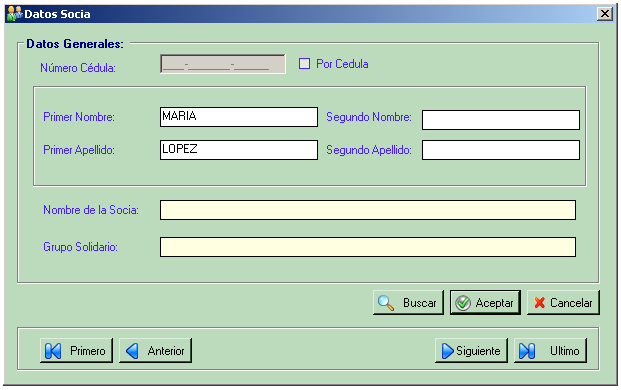 Datos Socia
Datos Generales:
Número Cédula: ___-______-_____ Por Cedula
Primer Nombre: MARIA Segundo Nombre:
Primer Apellido: LOPEZ Segundo Apellido:
Nombre de la Socia:
Grupo Solidario:
Buscar Aceptar Cancelar
Primero Anterior Siguiente Ultimo